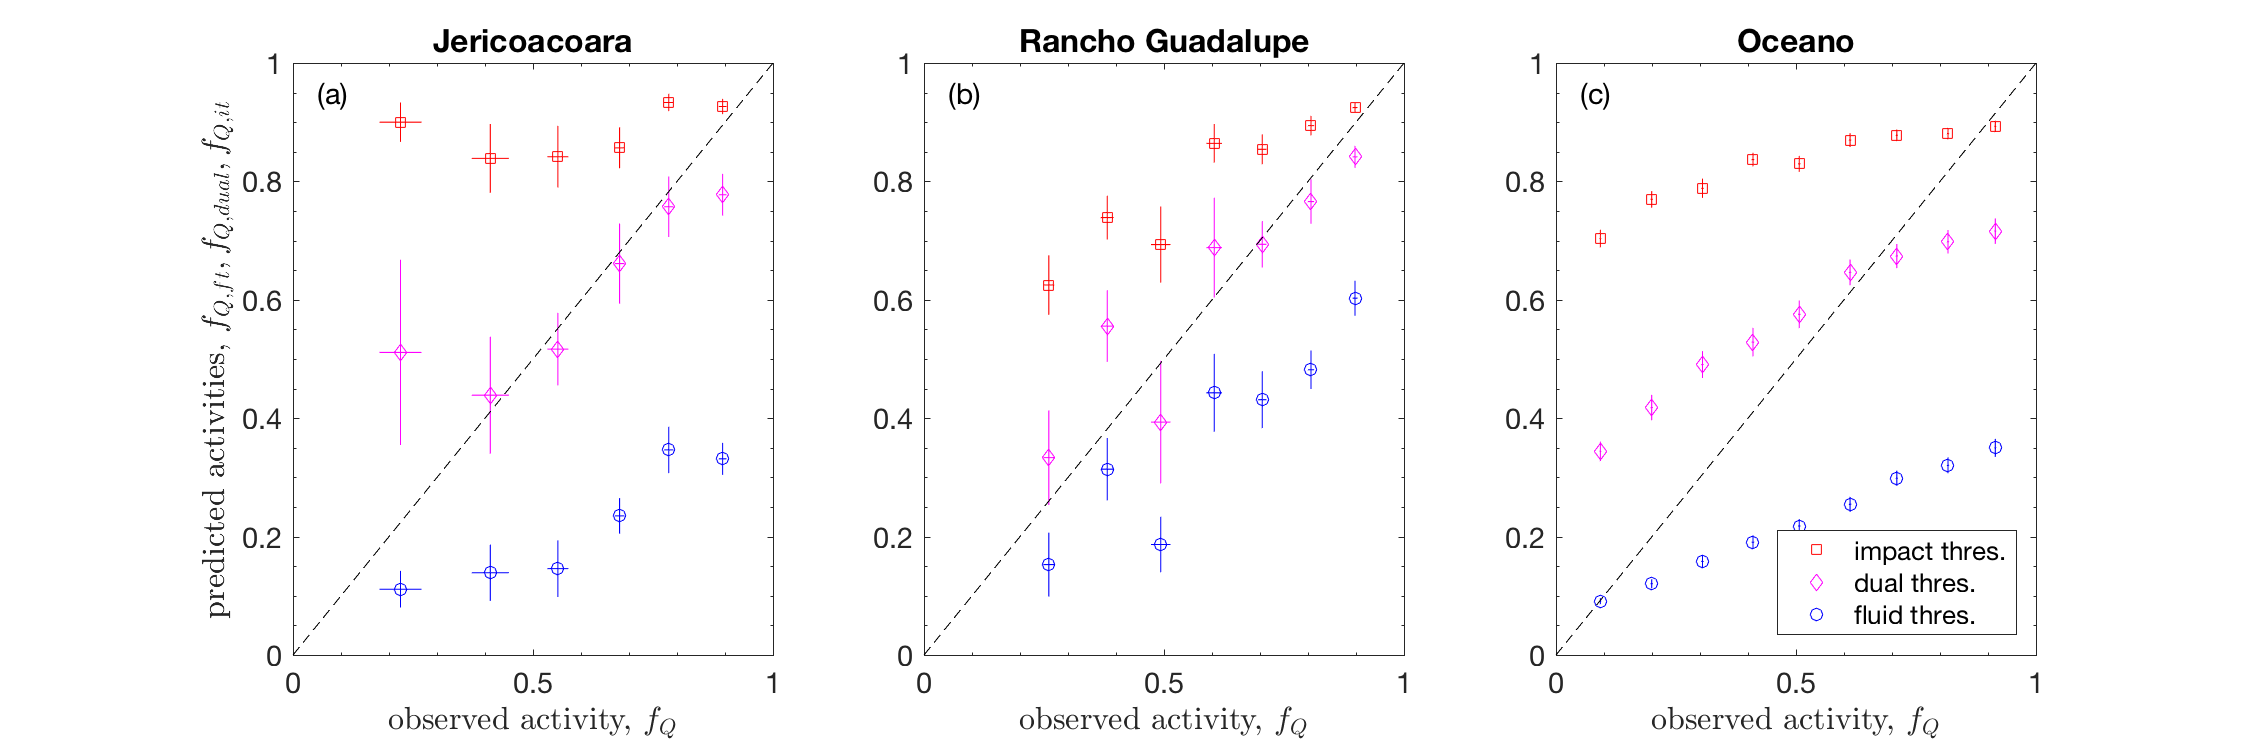 Jericoacoara
Rancho Guadalupe
Oceano
predicted activities, f_{Q,ft}, f_{Q,dual}, f_{Q,it}
1
0.8
0.6
0.4
0.2
0
(a)
0 0.5 1
observed activity, f_Q
1
0.8
0.6
0.4
0.2
0
(b)
0 0.5 1
observed activity, f_Q
1
0.8
0.6
0.4
0.2
0
(c)
impact thres.
dual thres.
fluid thres.
0 0.5 1
observed activity, f_Q